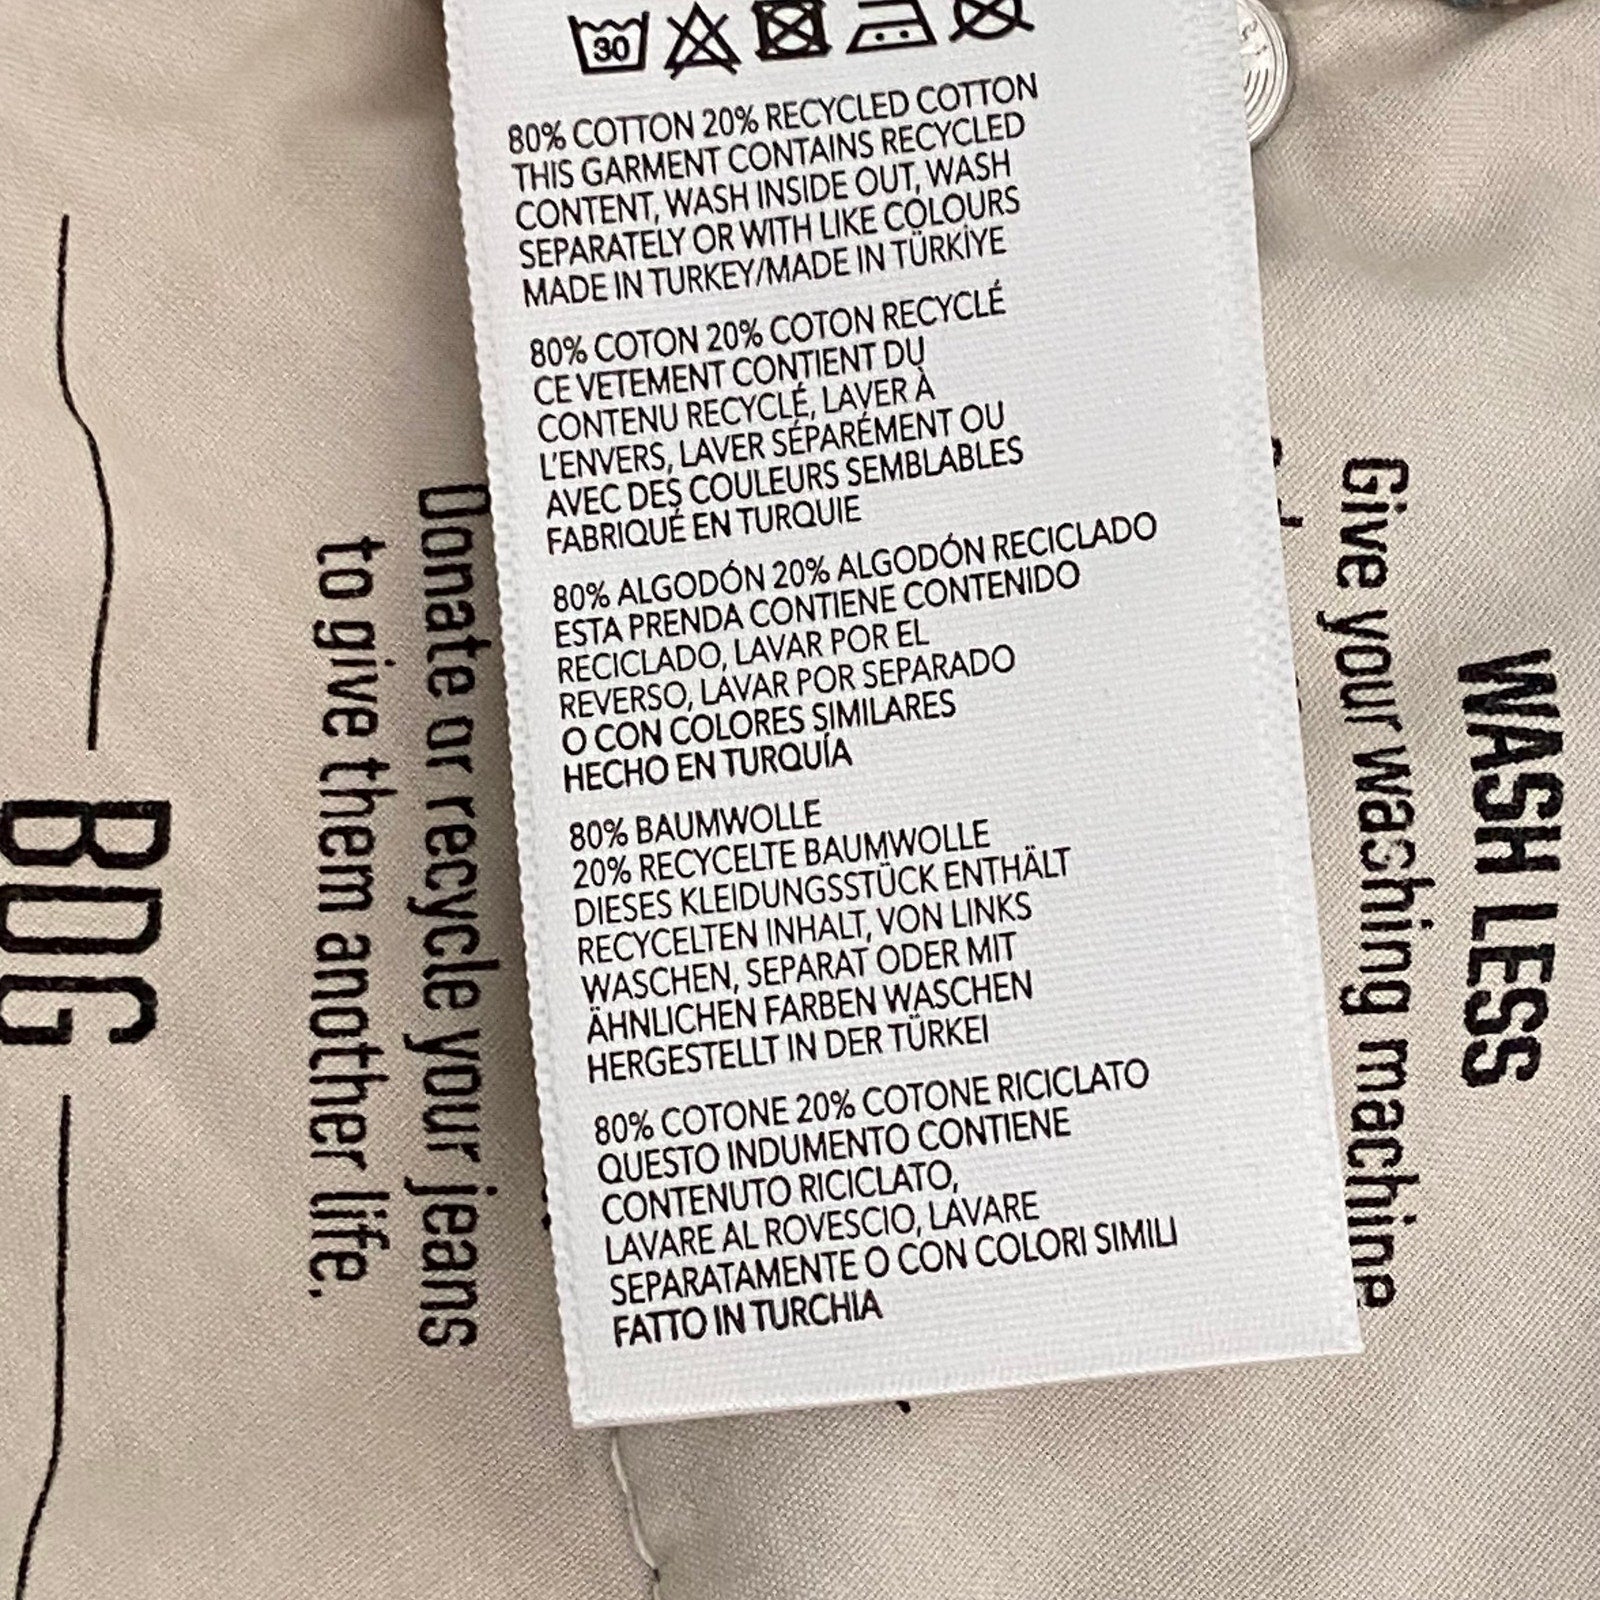 30
80% COTTON 20% RECYCLED COTTON
THIS GARMENT CONTAINS RECYCLED
CONTENT, WASH INSIDE OUT, WASH
SEPARATELY OR WITH LIKE COLOURS
MADE IN TURKEY/MADE IN TÜRKİYE
80% COTON 20% COTON RECYCLÉ
CE VETEMENT CONTIENT DU
CONTENU RECYCLÉ, LAVER À
L'ENVERS, LAVER SÉPARÉMENT OU
AVEC DES COULEURS SEMBLABLES
FABRIQUÉ EN TURQUIE
80% ALGODÓN 20% ALGODÓN RECICLADO
ESTA PRENDA CONTIENE CONTENIDO
RECICLADO, LAVAR POR EL
REVERSO, LAVAR POR SEPARADO
O CON COLORES SIMILARES
HECHO EN TURQUÍA
80% BAUMWOLLE
20% RECYCELTE BAUMWOLLE
DIESES KLEIDUNGSSTÜCK ENTHÄLT
RECYCELTEN INHALT, VON LINKS
WASCHEN, SEPARAT ODER MIT
ÄHNLICHEN FARBEN WASCHEN
HERGESTELLT IN DER TÜRKEI
80% COTONE 20% COTONE RICICLATO
QUESTO INDUMENTO CONTIENE
CONTENUTO RICICLATO,
LAVARE AL ROVESCIO, LAVARE
SEPARATAMENTE O CON COLORI SIMILI
FATTO IN TURCHIA
WASH LESS
Give your washing machine
Donate or recycle your jeans
to give them another life.
BDG